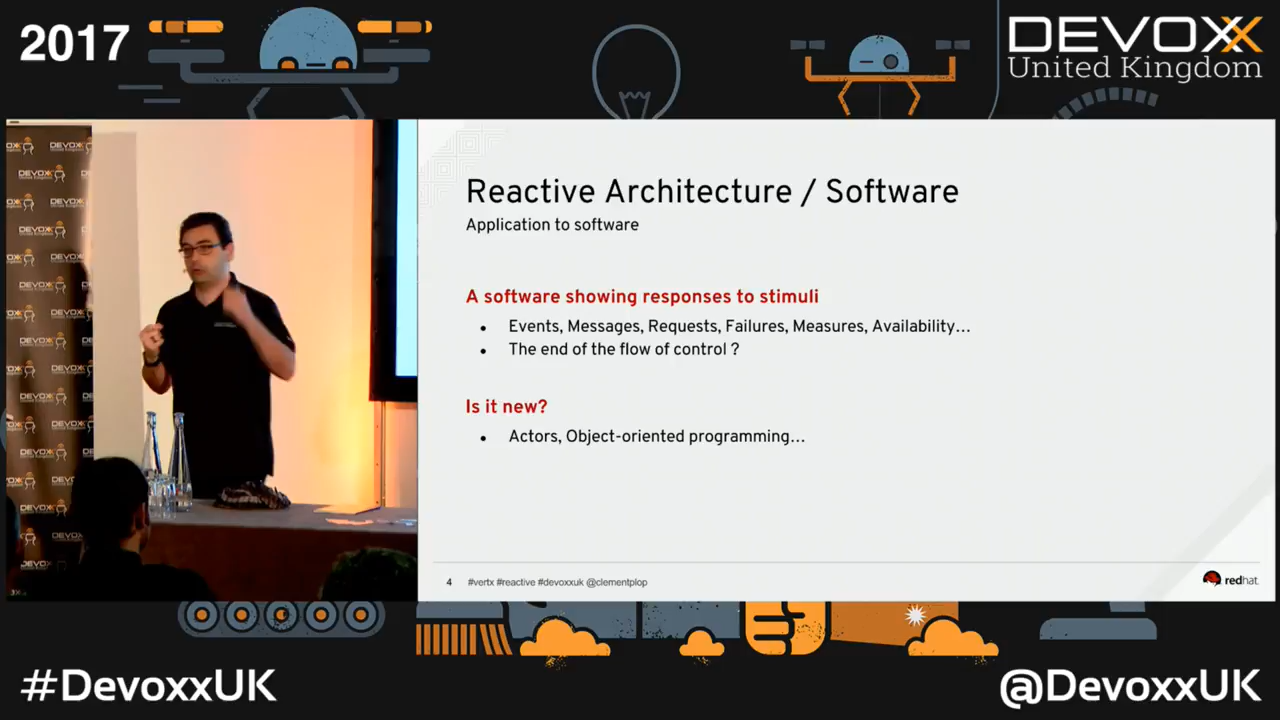 2017
DEVOXX
United Kingdom
DEVOXX
Reactive Architecture / Software
Application to software
A software showing responses to stimuli
• Events, Messages, Requests, Failures, Measures, Availability…
• The end of the flow of control ?
Is it new?
• Actors, Object-oriented programming…
4 #vertx #reactive #devoxxuk @clementplop
redhat.
#DevoxxUK
@DevoxxUK